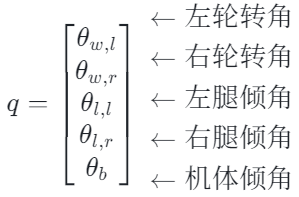 ← 左轮转角
θ_{w,l}
← 右轮转角
θ_{w,r}
q = θ_{l,l} ← 左腿倾角
θ_{l,r} ← 右腿倾角
θ_b ← 机体倾角